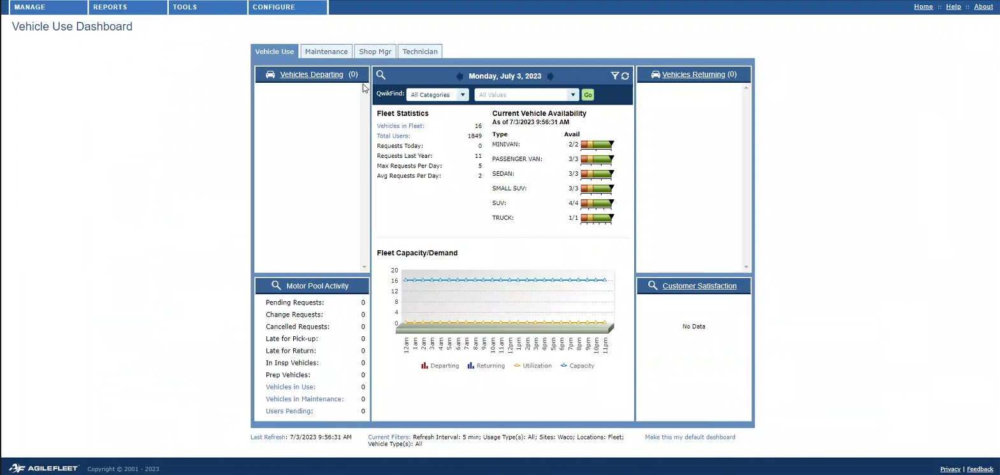 MANAGE REPORTS TOOLS CONFIGURE
Home :: Help :: About
Vehicle Use Dashboard
Vehicle Use Maintenance Shop Mgr Technician
Vehicles Departing (0)
Monday, July 3, 2023
QwikFind: All Categories All Values Go
Fleet Statistics
Vehicles in Fleet: 16
Total Users: 1849
Requests Today: 0
Requests Last Year: 11
Max Requests Per Day: 5
Avg Requests Per Day: 2
Current Vehicle Availability
As of 7/3/2023 9:56:31 AM
Type Avail
MINIVAN: 2/2
PASSENGER VAN: 3/3
SEDAN: 3/3
SMALL SUV: 3/3
SUV: 4/4
TRUCK: 1/1
Vehicles Returning (0)
Motor Pool Activity
Pending Requests: 0
Change Requests: 0
Cancelled Requests: 0
Late for Pick-up: 0
Late for Return: 0
In Insp Vehicles: 0
Prep Vehicles: 0
Vehicles in Use: 0
Vehicles in Maintenance: 0
Users Pending: 0
Fleet Capacity/Demand
20
16
12
8
4
0
12am 1am 2am 3am 4am 5am 6am 7am 8am 9am 10am 11am 12pm 1pm 2pm 3pm 4pm 5pm 6pm 7pm 8pm 9pm 10pm 11pm
Departing Returning Utilization Capacity
Customer Satisfaction
No Data
Last Refresh: 7/3/2023 9:56:31 AM
Current Filters: Refresh Interval: 5 min; Usage Type(s): All; Sites: Waco; Locations: Fleet;
Vehicle Type(s): All
Make this my default dashboard
AGILEFLEET Copyright © 2001 - 2023
Privacy | Feedback